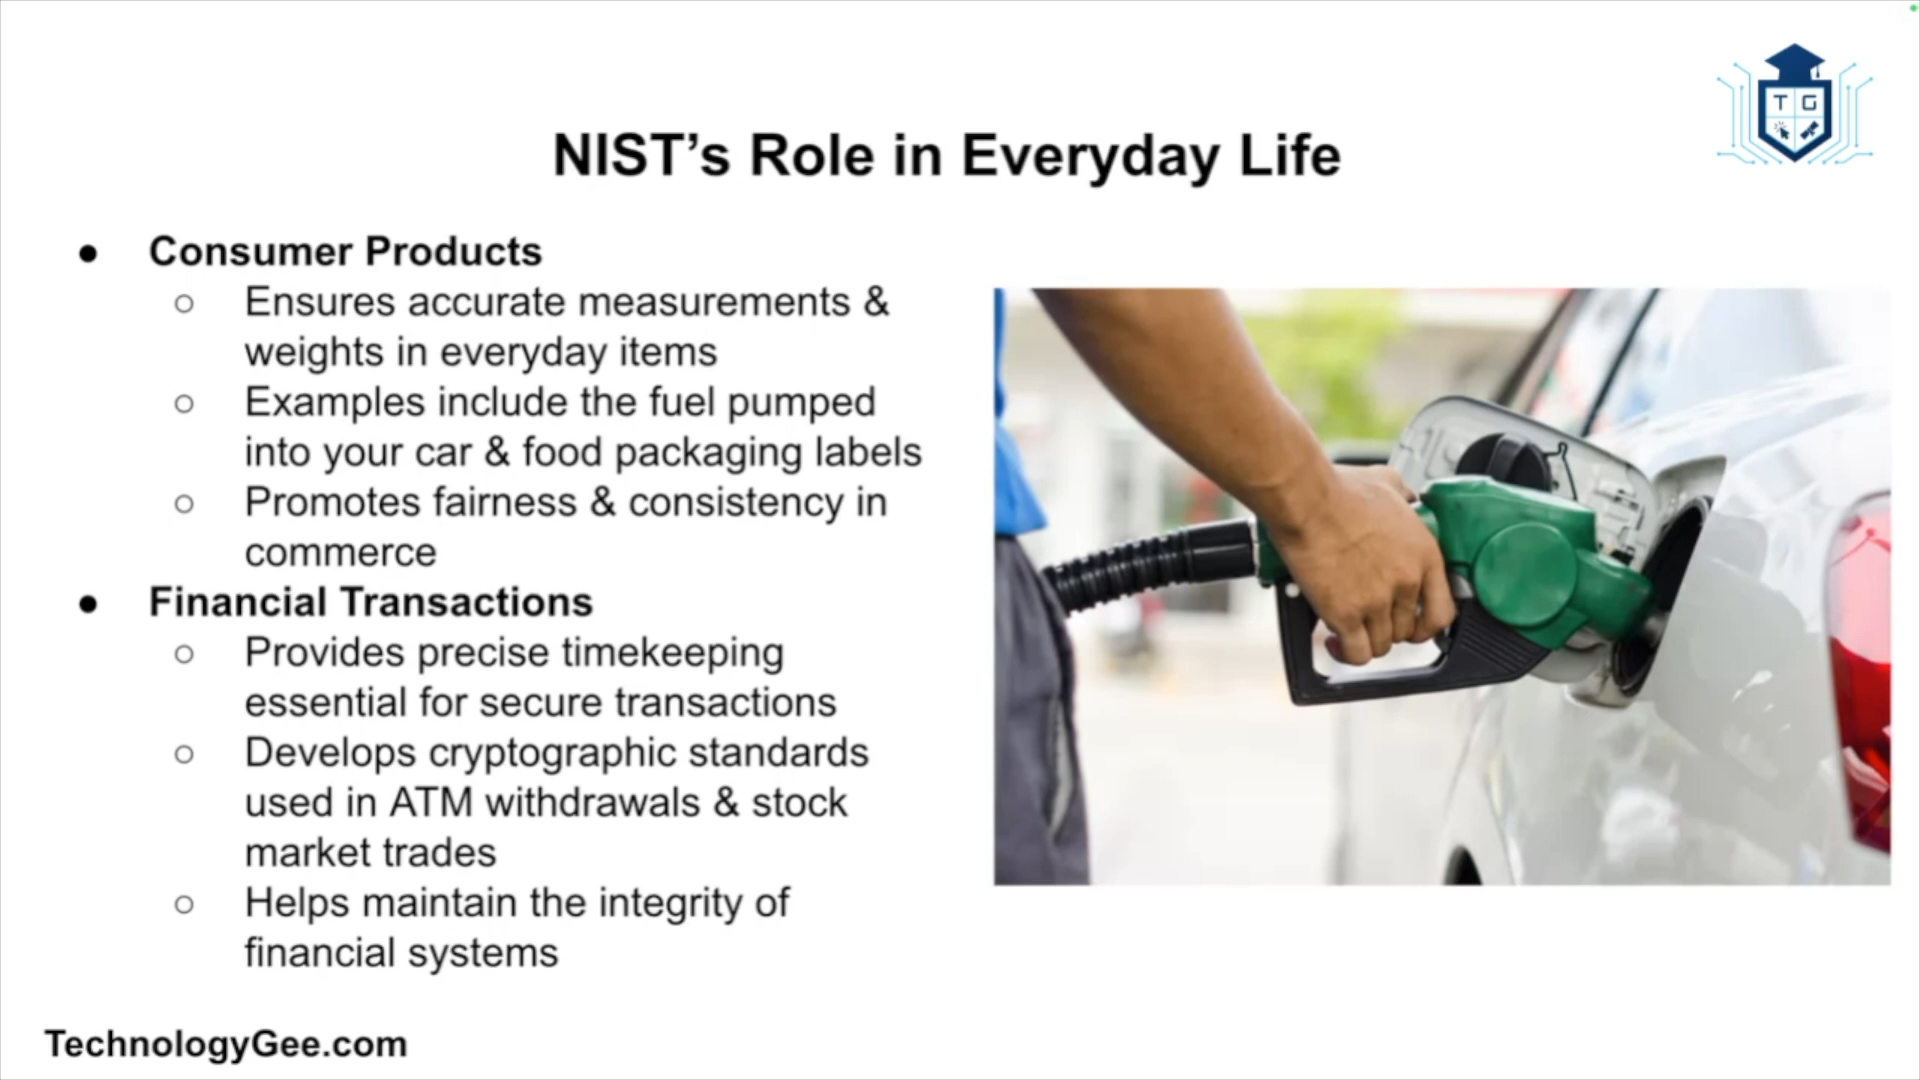 T G
NIST’s Role in Everyday Life
● Consumer Products
○ Ensures accurate measurements &
weights in everyday items
○ Examples include the fuel pumped
into your car & food packaging labels
○ Promotes fairness & consistency in
commerce
● Financial Transactions
○ Provides precise timekeeping
essential for secure transactions
○ Develops cryptographic standards
used in ATM withdrawals & stock
market trades
○ Helps maintain the integrity of
financial systems
TechnologyGee.com